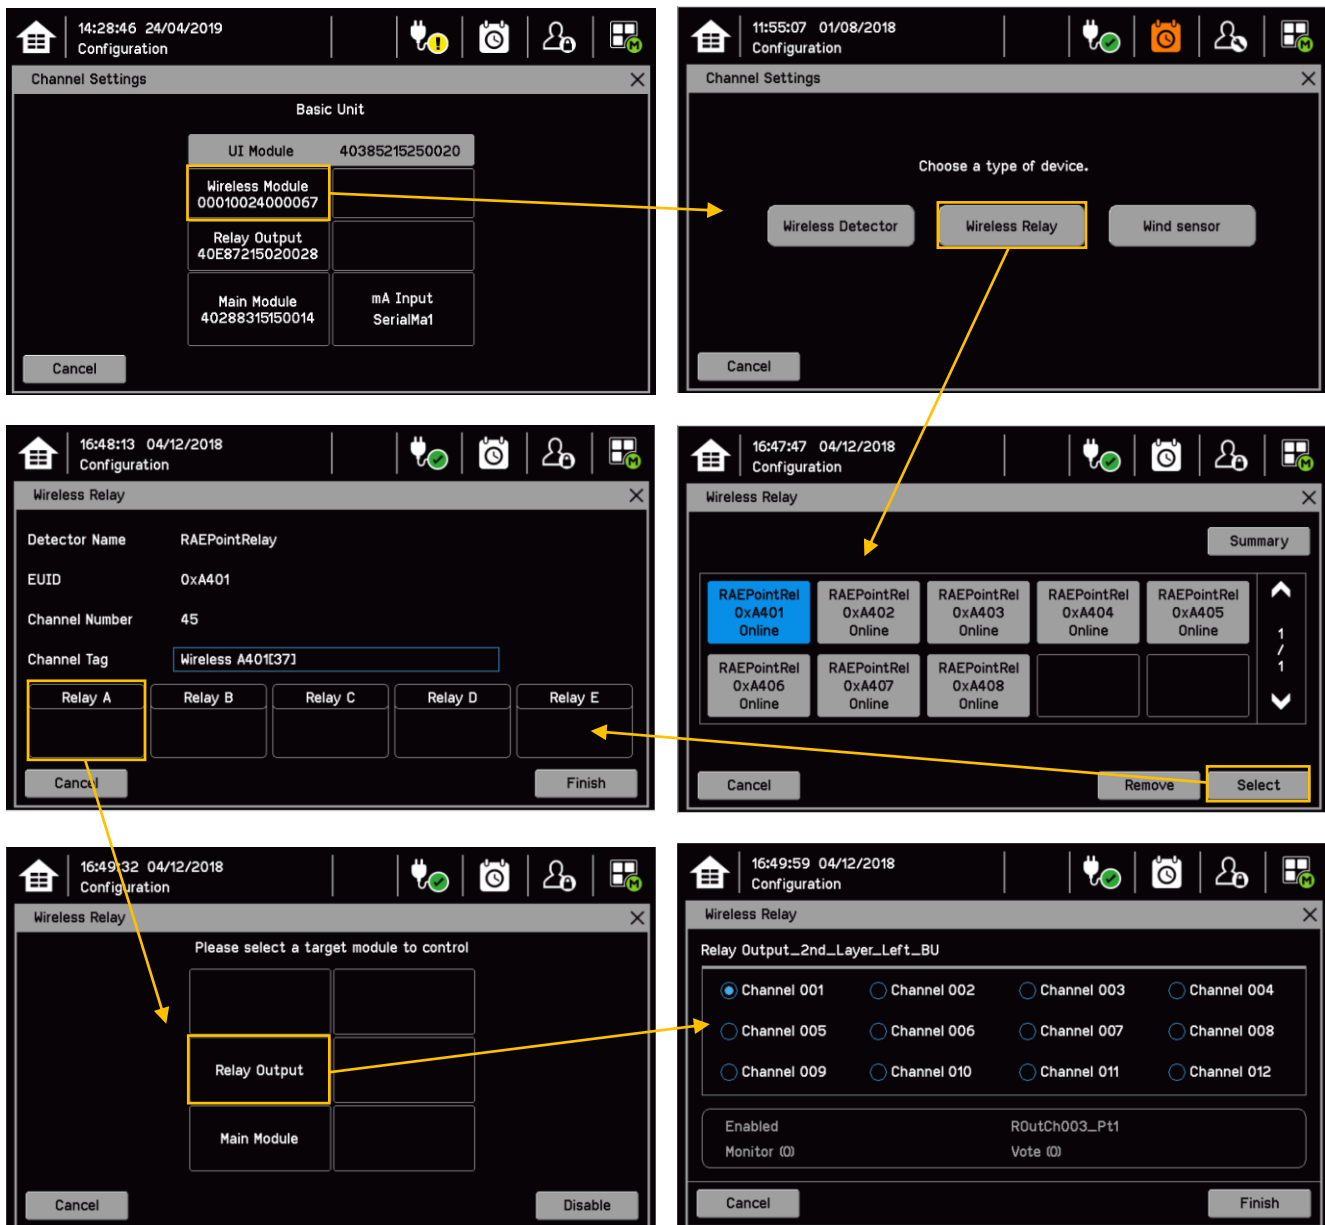 14:28:46 24/04/2019
Configuration
Channel Settings
Basic Unit
UI Module 40385215250020
Wireless Module
00010024000067
Relay Output
40E87215020028
Main Module
40288315150014
mA Input
SerialMa1
Cancel
11:55:07 01/08/2018
Configuration
M
Channel Settings
Choose a type of device.
Wireless Detector
Wireless Relay
Wind sensor
Cancel
16:48:13 04/12/2018
Configuration
M
Wireless Relay
Detector Name RAEPointRelay
EUID 0xA401
Channel Number 45
Channel Tag Wireless A401[37]
Relay A Relay B Relay C Relay D Relay E
Cancel Finish
16:47:47 04/12/2018
Configuration
M
Wireless Relay
Summary
RAEPointRel
0xA401
Online
RAEPointRel
0xA402
Online
RAEPointRel
0xA403
Online
RAEPointRel
0xA404
Online
RAEPointRel
0xA405
Online
RAEPointRel
0xA406
Online
RAEPointRel
0xA407
Online
RAEPointRel
0xA408
Online
1
/
1
Cancel Remove Select
16:49:32 04/12/2018
Configuration
M
Wireless Relay
Please select a target module to control
Relay Output
Main Module
Cancel Disable
16:49:59 04/12/2018
Configuration
M
Wireless Relay
Relay Output_2nd_Layer_Left_BU
Channel 001 Channel 002 Channel 003 Channel 004
Channel 005 Channel 006 Channel 007 Channel 008
Channel 009 Channel 010 Channel 011 Channel 012
Enabled ROutCh003_Pt1
Monitor (0) Vote (0)
Cancel Finish